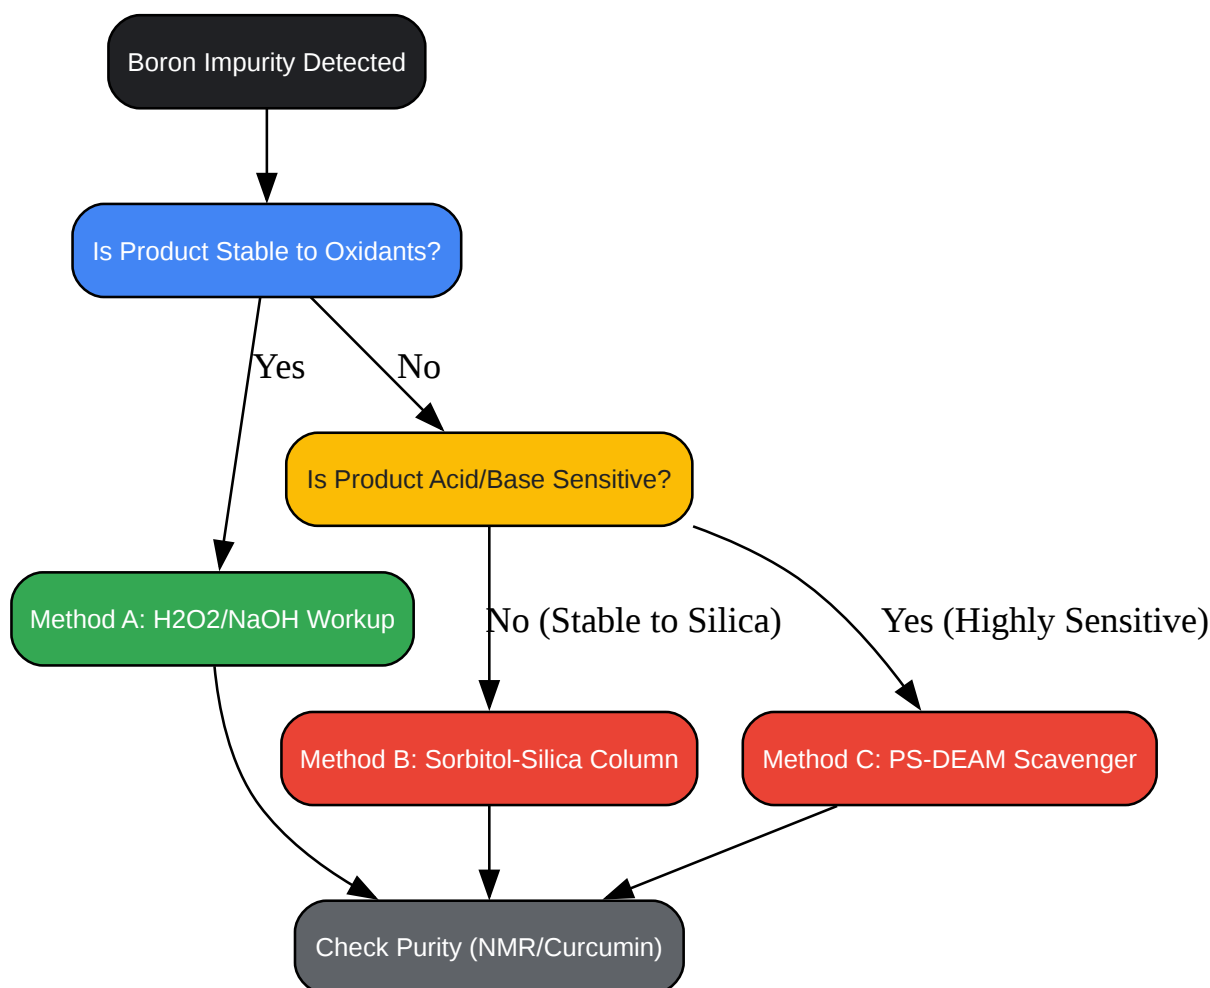 Boron Impurity Detected
Is Product Stable to Oxidants?
Yes
No
Is Product Acid/Base Sensitive?
Method A: H2O2/NaOH Workup
No (Stable to Silica)
Yes (Highly Sensitive)
Method B: Sorbitol-Silica Column
Method C: PS-DEAM Scavenger
Check Purity (NMR/Curcumin)